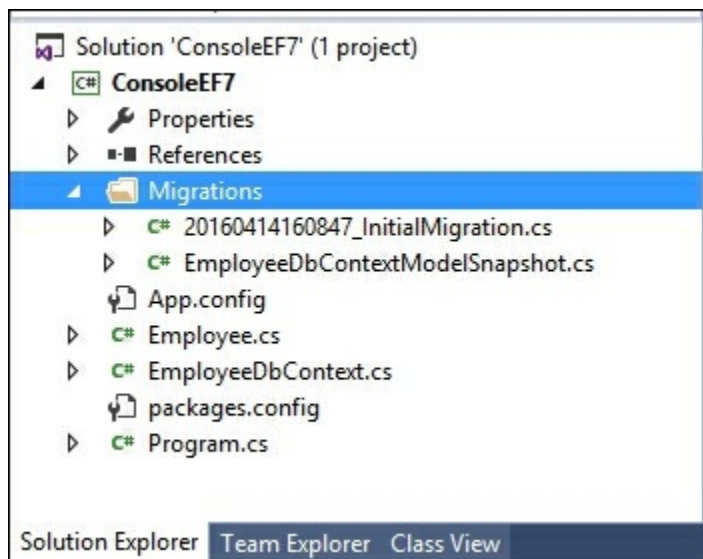 Solution 'ConsoleEF7' (1 project)
C# ConsoleEF7
Properties
References
Migrations
C# 20160414160847_InitialMigration.cs
C# EmployeeDbContextModelSnapshot.cs
App.config
C# Employee.cs
C# EmployeeDbContext.cs
packages.config
C# Program.cs
Solution Explorer Team Explorer Class View